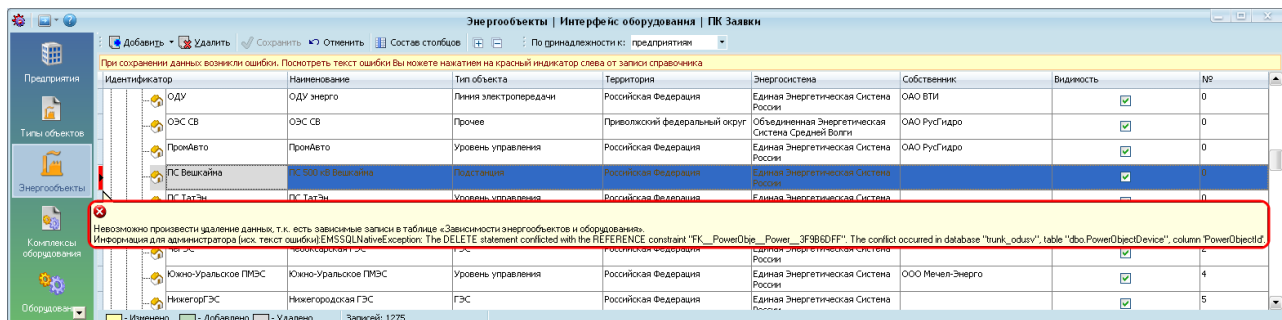 Энергообъекты | Интерфейс оборудования | ПК Заявки
Добавить Удалить Сохранить Отменить Состав столбцов По принадлежности к: предприятиям
При сохранении данных возникли ошибки. Посмотреть текст ошибки Вы можете нажатием на красный индикатор слева от записи справочника
Предприятия
Типы объектов
Энергообъекты
Комплексы оборудования
Идентификатор Наименование Тип объекта Территория Энергосистема Собственник Видимость №
ОДУ ОДУ энерго Линия электропередачи Российская Федерация Единая Энергетическая Система России ОАО ВТИ 0
ОЭС СВ ОЭС СВ Прочее Приволжский федеральный округ Объединенная Энергетическая Система Средней Волги ОАО РусГидро 0
ПромАвто ПромАвто Уровень управления Российская Федерация Единая Энергетическая Система России ОАО РусГидро 0
ПС Вешкайма ПС 500 кВ Вешкайма Подстанция Российская Федерация Единая Энергетическая Система России 0
ПС ТатЭн ПС ТатЭн Уровень управления Российская Федерация Единая Энергетическая Система 0
Невозможно произвести удаление данных, т.к. есть зависимые записи в таблице «Зависимости энергообъектов и оборудования».
Информация для администратора (исх. текст ошибки):EMSSQLNativeException: The DELETE statement conflicted with the REFERENCE constraint "FK__PowerObje__Power__3F9B6DFF". The conflict occurred in database "trunk_odusv", table "dbo.PowerObjectDevice", column 'PowerObjectId'.
России
Южно-Уральское ПМЭС Южно-Уральское ПМЭС Уровень управления Российская Федерация Единая Энергетическая Система России ООО Мечел-Энерго 4
НижегорГЭС Нижегородская ГЭС ГЭС Российская Федерация Единая Энергетическая Система России 5
- Изменено - Добавлено - Удалено Записей: 1275